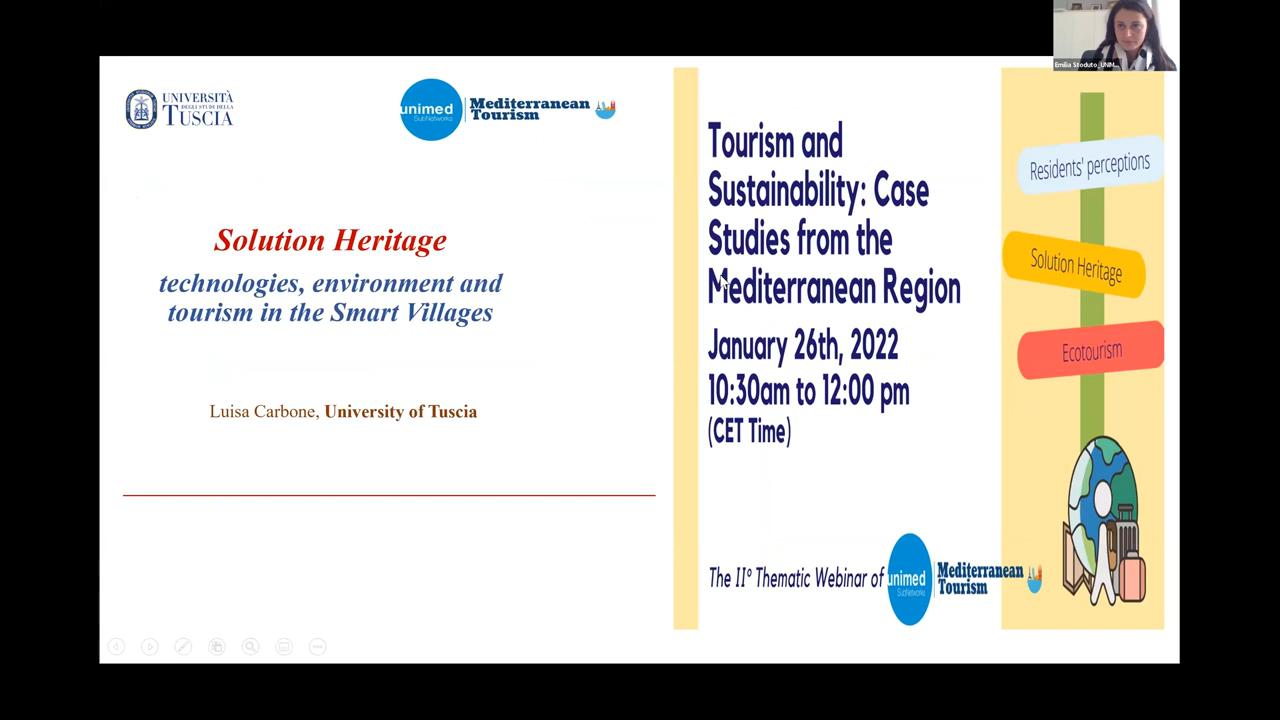 UNIVERSITÀ
DEGLI STUDI DELLA
TUSCIA
unimed
SubNetworks
Mediterranean
Tourism
Solution Heritage
technologies, environment and
tourism in the Smart Villages
Luisa Carbone, University of Tuscia
Tourism and
Sustainability: Case
Studies from the
Mediterranean Region
January 26th, 2022
10:30am to 12:00 pm
(CET Time)
The II° Thematic Webinar of
unimed
SubNetworks
Mediterranean
Tourism
Residents' perceptions
Solution Heritage
Ecotourism